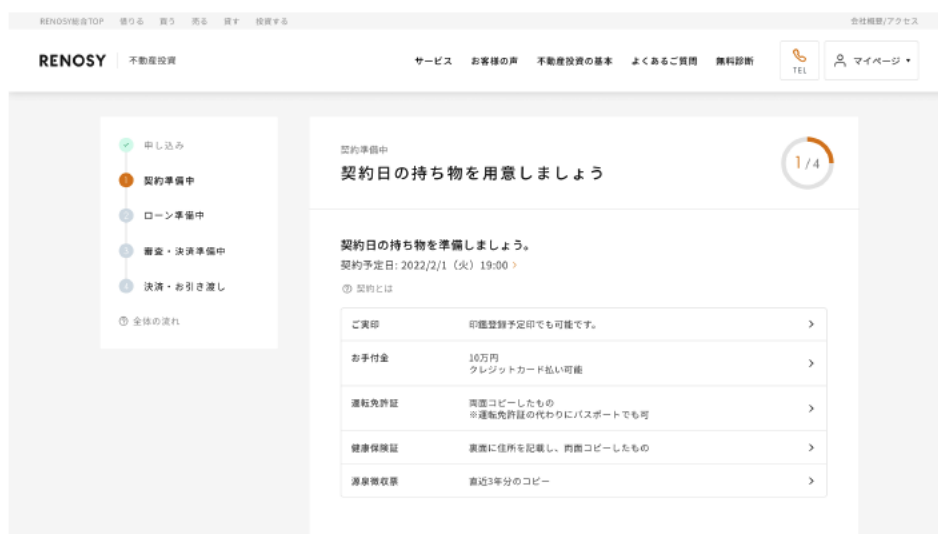 RENOSY総合TOP 借りる 買う 売る 貸す 投資する 会社概要/アクセス
RENOSY 不動産投資 サービス お客様の声 不動産投資の基本 よくあるご質問 無料診断 TEL マイページ
申し込み
1 契約準備中
2 ローン準備中
3 審査・決済準備中
4 決済・お引き渡し
全体の流れ
契約準備中
契約日の持ち物を用意しましょう
1/4
契約日の持ち物を準備しましょう。
契約予定日: 2022/2/1（火）19:00
契約とは
ご実印 印鑑登録予定印でも可能です。
お手付金 10万円
クレジットカード払い可能
運転免許証 両面コピーしたもの
※運転免許証の代わりにパスポートでも可
健康保険証 裏面に住所を記載し、両面コピーしたもの
源泉徴収票 直近3年分のコピー